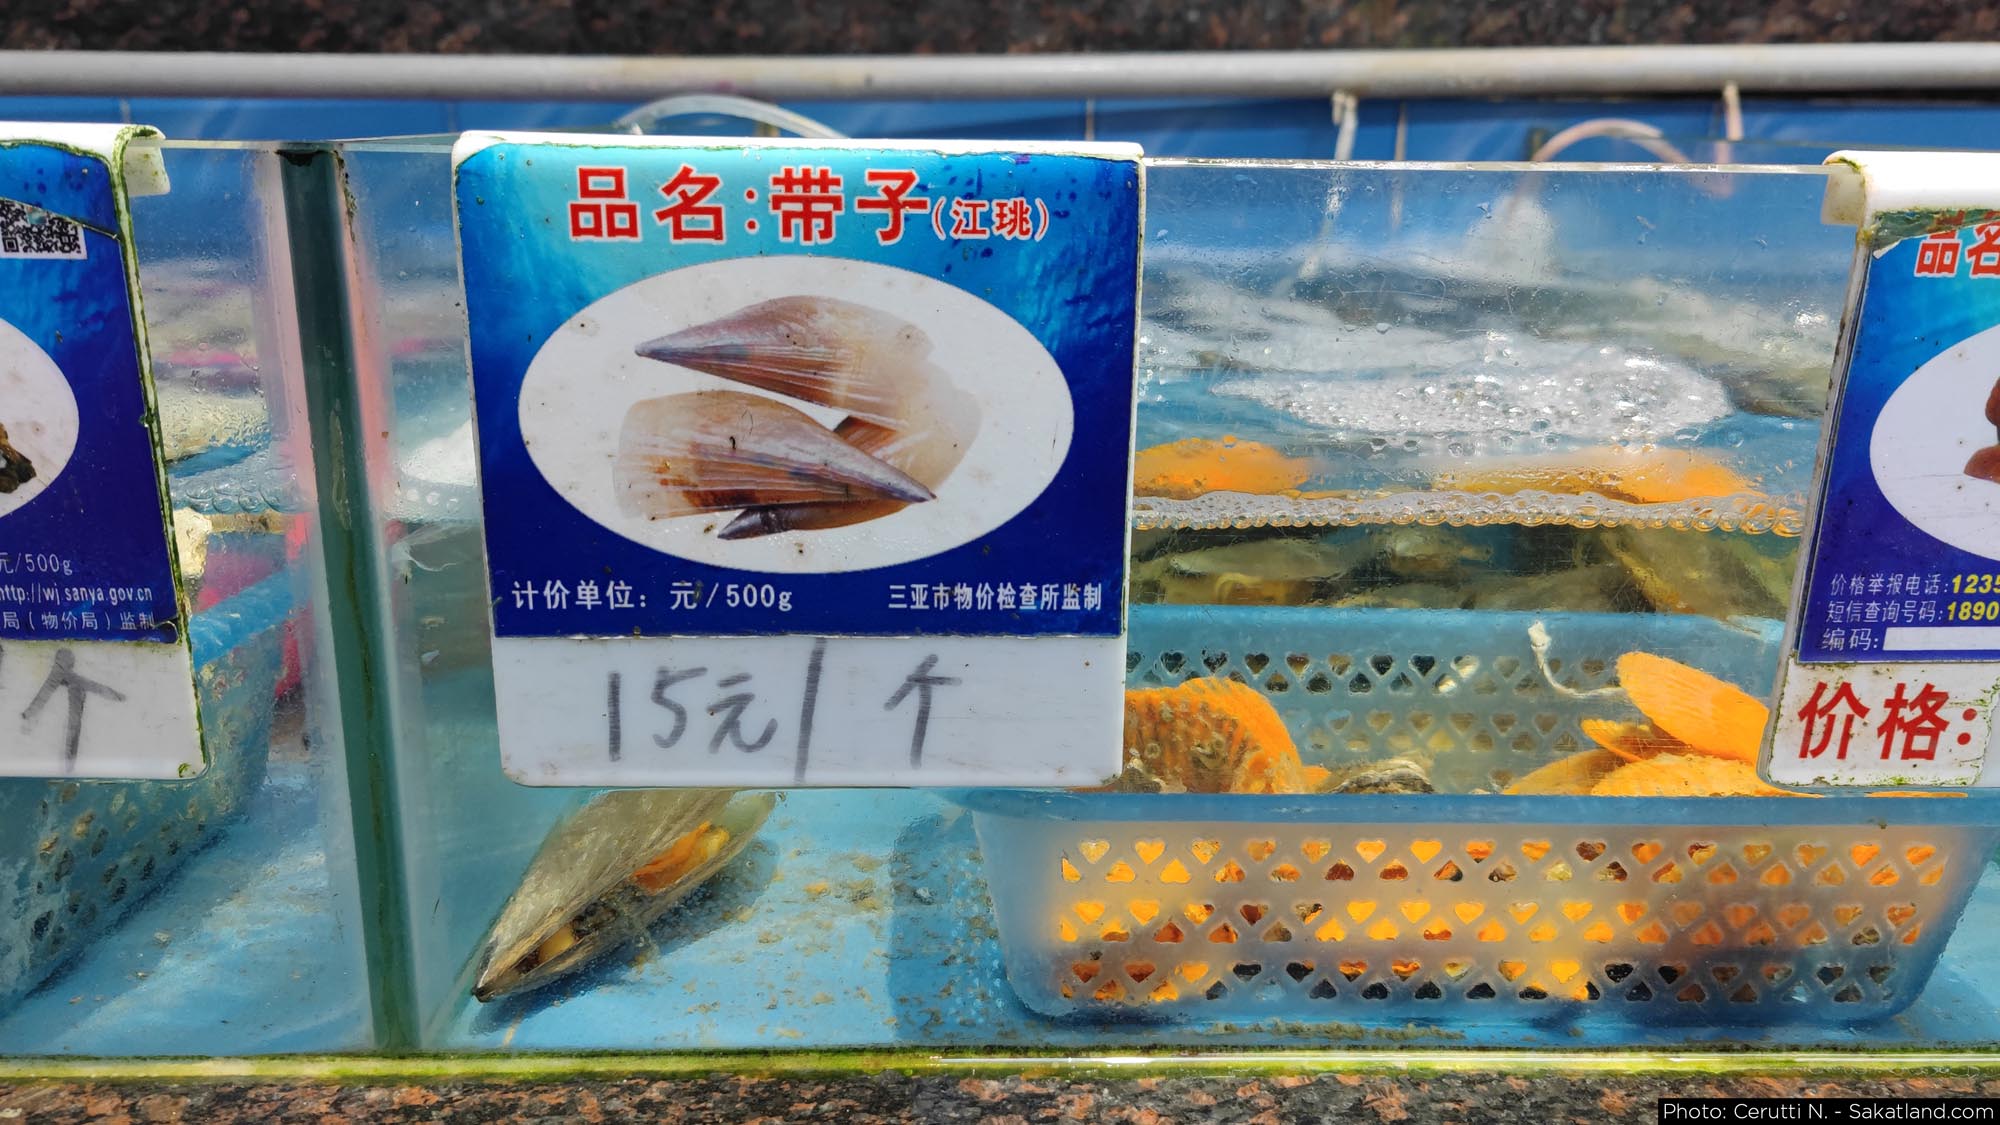 元/500g
http://wj.sanya.gov.cn
局(物价局)监制
个
品名:带子(江珧)
计价单位：元/500g
三亚市物价检查所监制
15元/个
品名
价格举报电话:1235
短信查询号码:1890
编码:
价格:
Photo: Cerutti N. - Sakatland.com